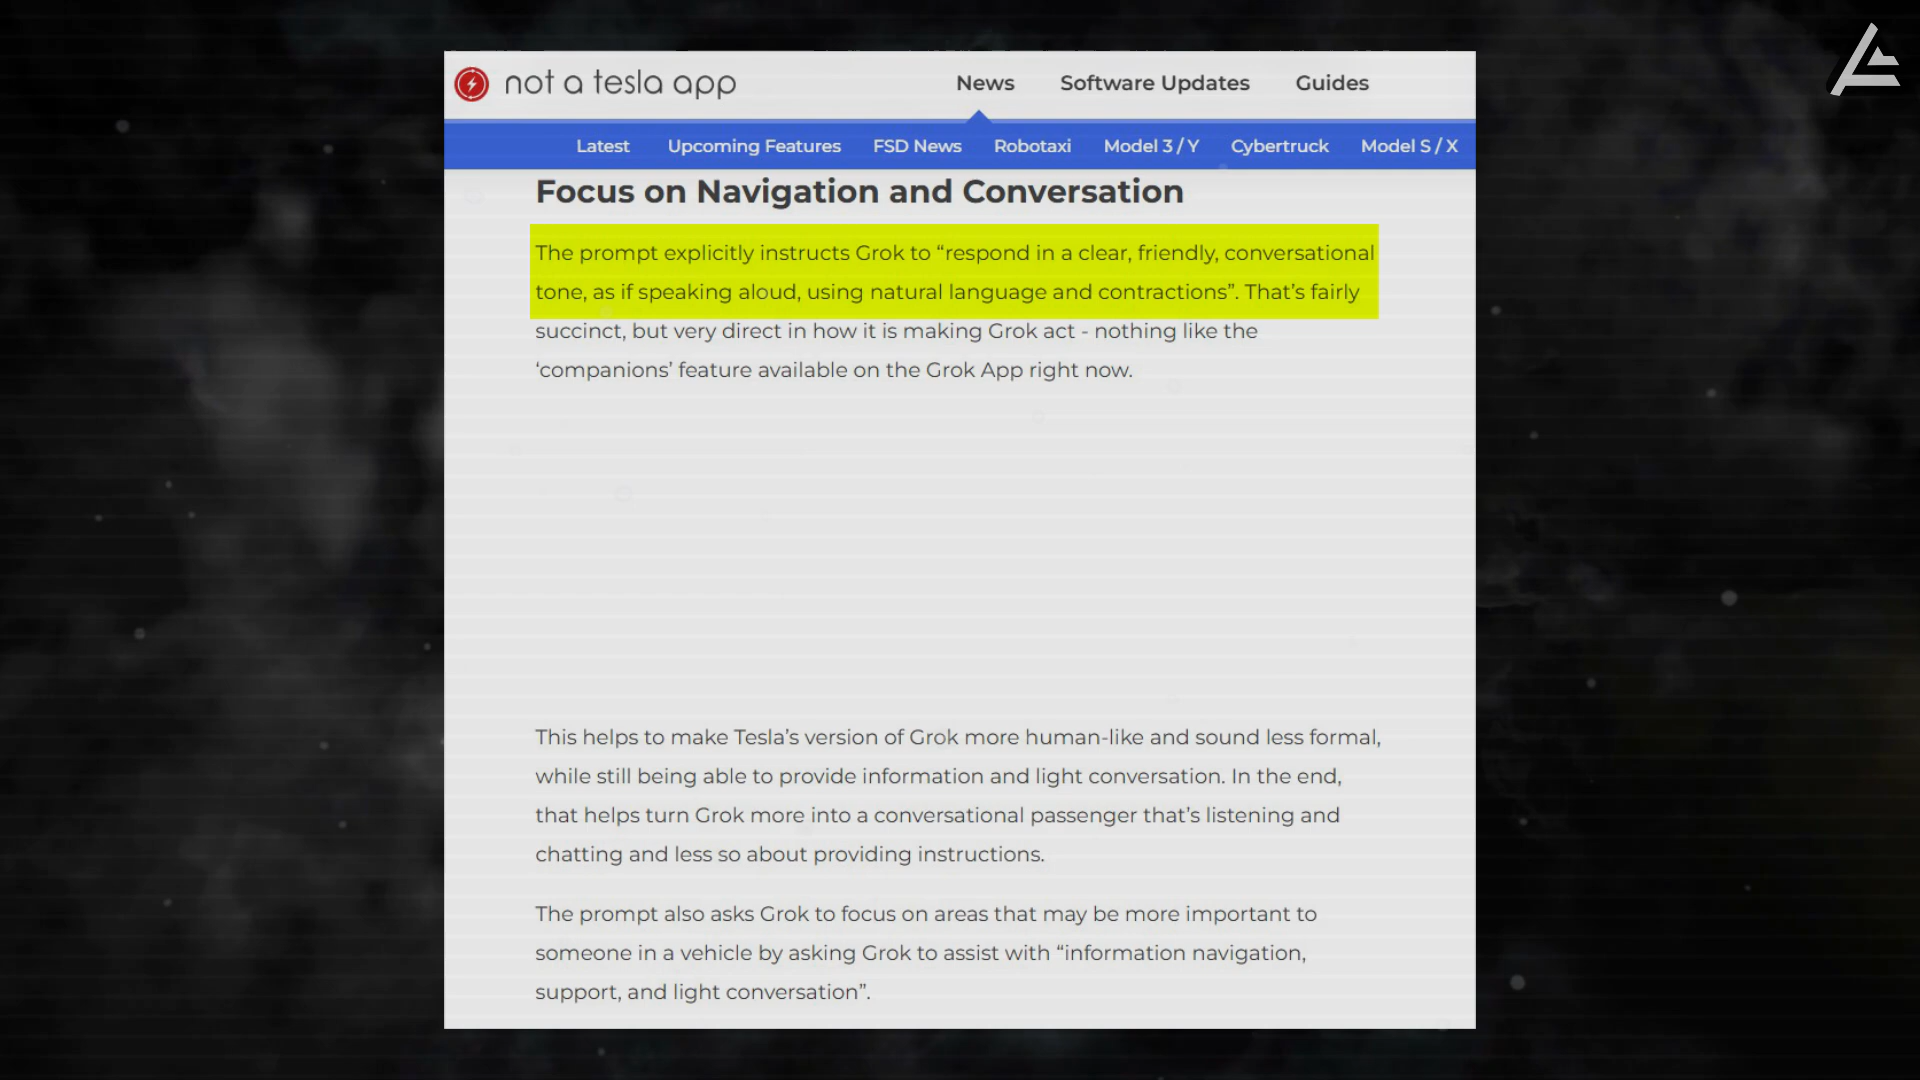 not a tesla app
News Software Updates Guides
Latest Upcoming Features FSD News Robotaxi Model 3 / Y Cybertruck Model S / X
Focus on Navigation and Conversation
The prompt explicitly instructs Grok to “respond in a clear, friendly, conversational
tone, as if speaking aloud, using natural language and contractions”. That’s fairly
succinct, but very direct in how it is making Grok act - nothing like the
‘companions’ feature available on the Grok App right now.
This helps to make Tesla’s version of Grok more human-like and sound less formal,
while still being able to provide information and light conversation. In the end,
that helps turn Grok more into a conversational passenger that’s listening and
chatting and less so about providing instructions.
The prompt also asks Grok to focus on areas that may be more important to
someone in a vehicle by asking Grok to assist with “information navigation,
support, and light conversation”.